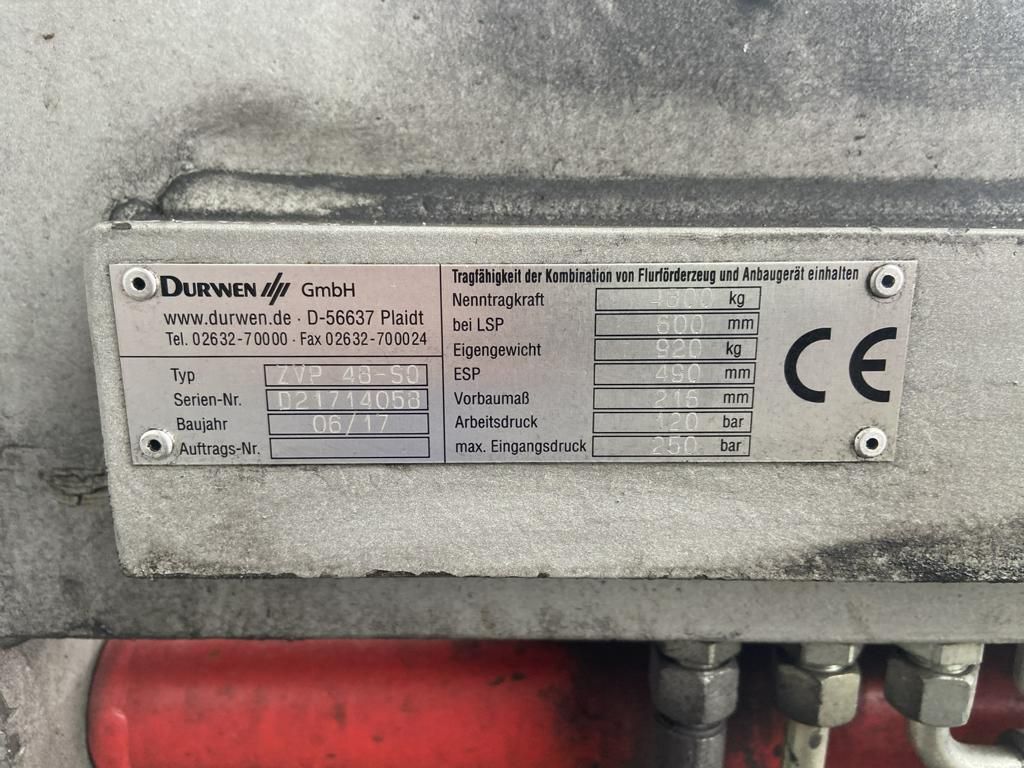 DURWEN GmbH
www.durwen.de · D-56637 Plaidt
Tel. 02632-70000 · Fax 02632-700024
Typ ZVP 48-SO
Serien-Nr. D21714058
Baujahr 06/17
Auftrags-Nr.
Tragfähigkeit der Kombination von Flurförderzeug und Anbaugerät einhalten
Nenntragkraft 4800 kg
bei LSP 600 mm
Eigengewicht 920 kg
ESP 490 mm
Vorbaumaß 216 mm
Arbeitsdruck 120 bar
max. Eingangsdruck 250 bar
CE